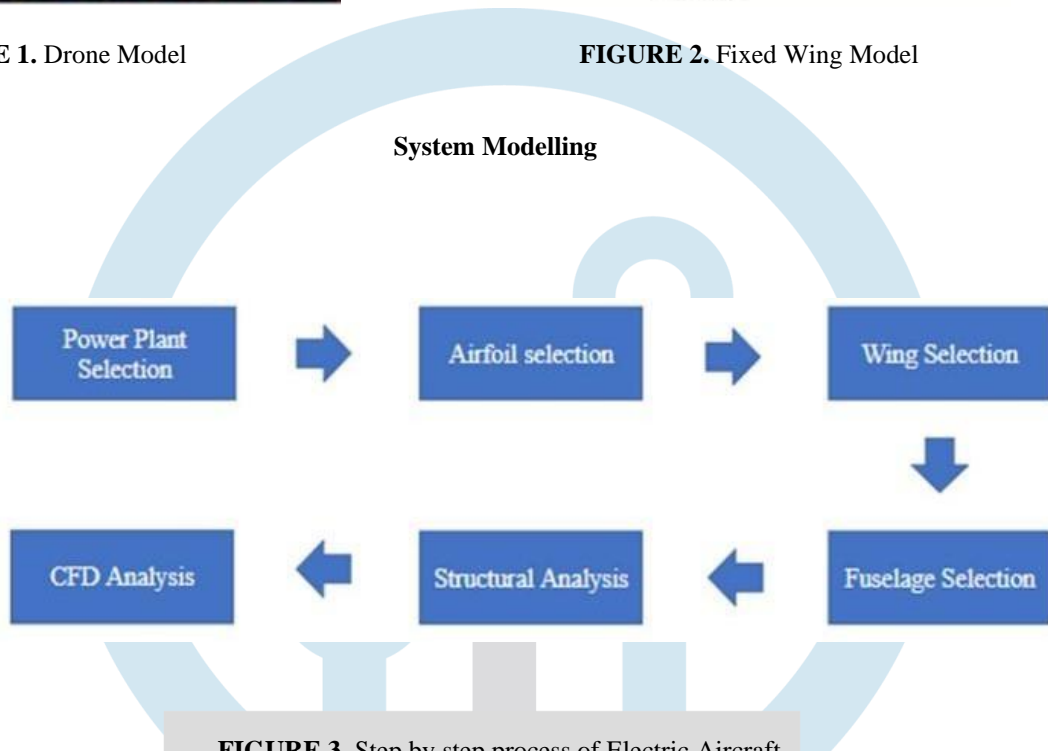 E 1. Drone Model
FIGURE 2. Fixed Wing Model
System Modelling
Power Plant
Selection
Airfoil selection
Wing Selection
CFD Analysis
Structural Analysis
Fuselage Selection
FIGURE 3. Step by step process of Electric Aircraft